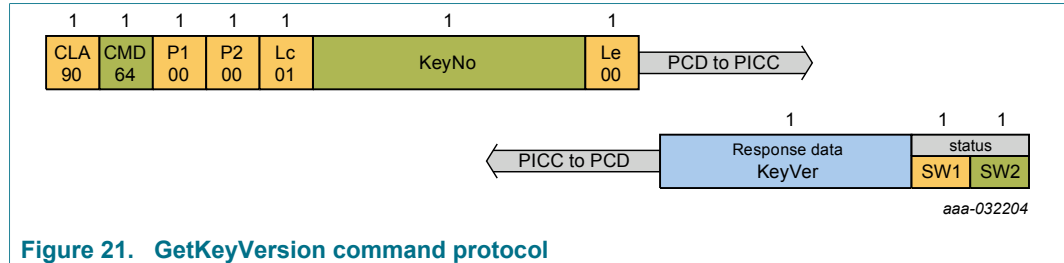 1 1 1 1 1 1 1
CLA CMD P1 P2 Lc KeyNo Le PCD to PICC
90 64 00 00 01 00
1 1 1
PICC to PCD Response data status
KeyVer SW1 SW2
aaa-032204
Figure 21. GetKeyVersion command protocol